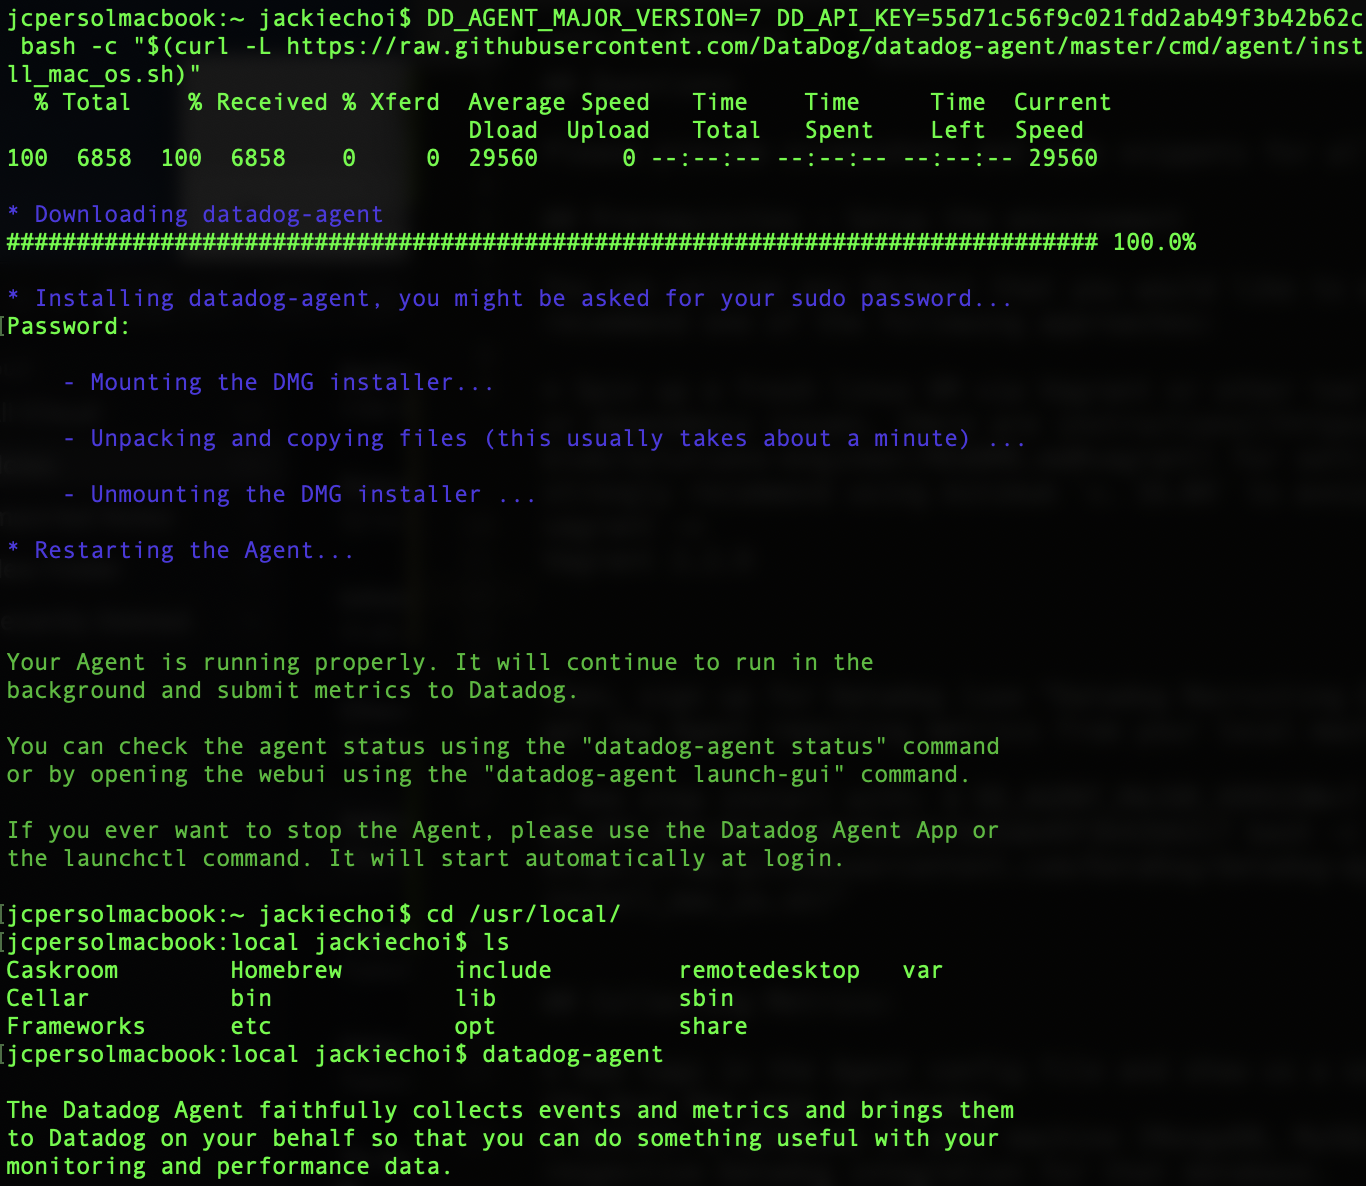 jcpersolmacbook:~ jackiechoi$ DD_AGENT_MAJOR_VERSION=7 DD_API_KEY=55d71c56f9c021fdd2ab49f3b42b62c
 bash -c "$(curl -L https://raw.githubusercontent.com/DataDog/datadog-agent/master/cmd/agent/inst
ll_mac_os.sh)"
  % Total    % Received % Xferd  Average Speed   Time    Time     Time  Current
                                 Dload  Upload   Total   Spent    Left  Speed
100  6858  100  6858    0     0  29560      0 --:--:-- --:--:-- --:--:-- 29560
* Downloading datadog-agent
############################################################################## 100.0%
* Installing datadog-agent, you might be asked for your sudo password...
[Password:
    - Mounting the DMG installer...
    - Unpacking and copying files (this usually takes about a minute) ...
    - Unmounting the DMG installer ...
* Restarting the Agent...
Your Agent is running properly. It will continue to run in the
background and submit metrics to Datadog.
You can check the agent status using the "datadog-agent status" command
or by opening the webui using the "datadog-agent launch-gui" command.
If you ever want to stop the Agent, please use the Datadog Agent App or
the launchctl command. It will start automatically at login.
[jcpersolmacbook:~ jackiechoi$ cd /usr/local/
[jcpersolmacbook:local jackiechoi$ ls
Caskroom        Homebrew        include         remotedesktop   var
Cellar          bin             lib             sbin
Frameworks      etc             opt             share
[jcpersolmacbook:local jackiechoi$ datadog-agent
The Datadog Agent faithfully collects events and metrics and brings them
to Datadog on your behalf so that you can do something useful with your
monitoring and performance data.